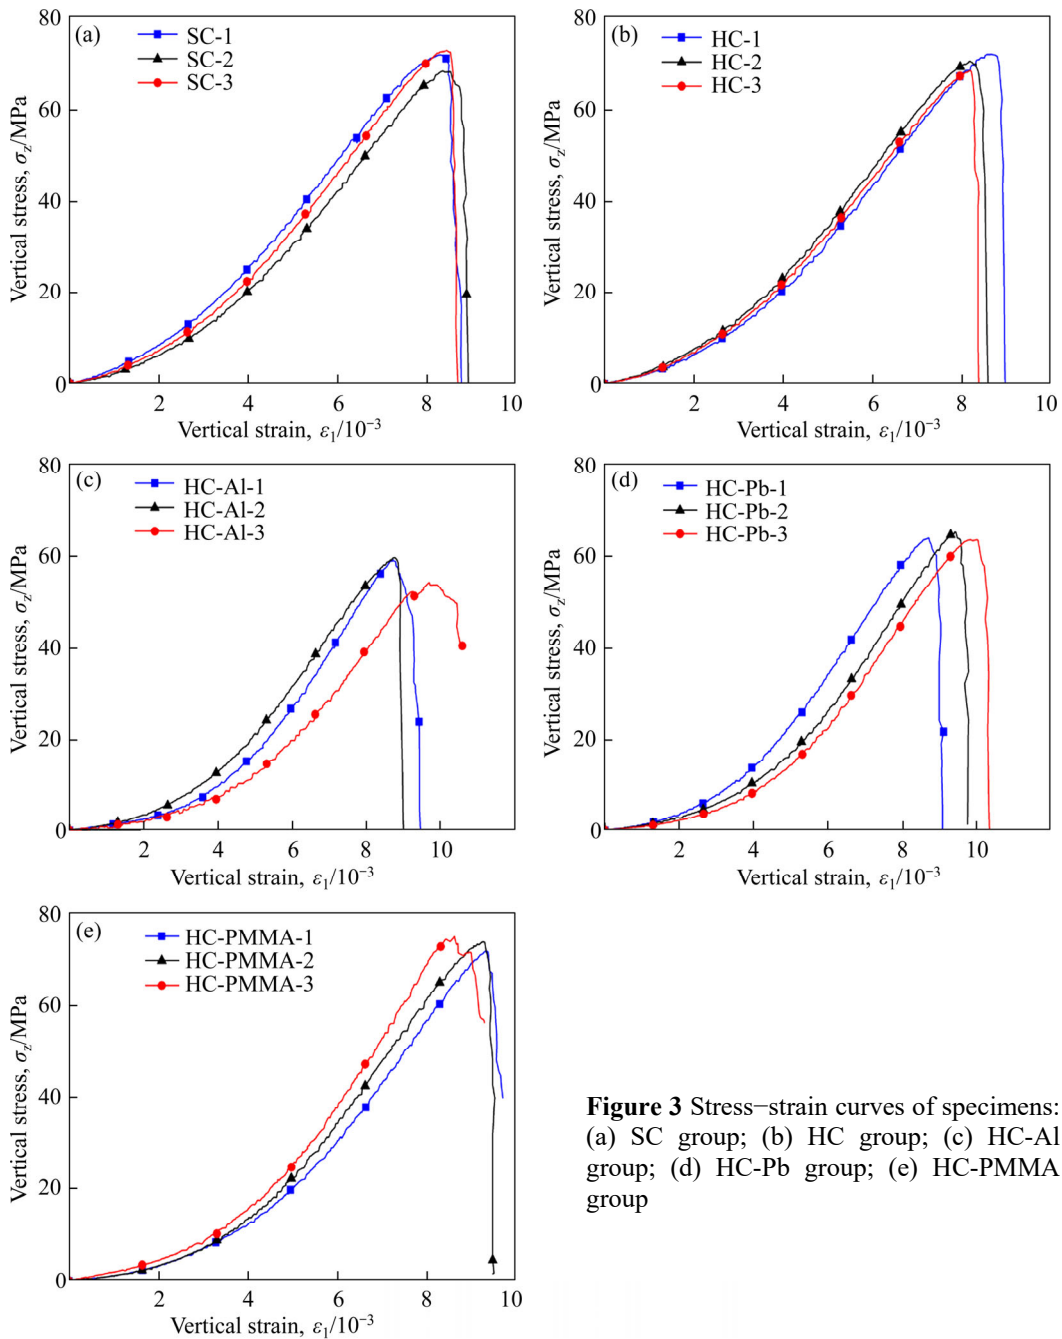 (a)
SC-1
SC-2
SC-3
80
60
40
20
0
2 4 6 8 10
Vertical stress, σz/MPa
Vertical strain, ε1/10−3
(b)
HC-1
HC-2
HC-3
80
60
40
20
0
2 4 6 8 10
Vertical stress, σz/MPa
Vertical strain, ε1/10−3
(c)
HC-Al-1
HC-Al-2
HC-Al-3
80
60
40
20
0
2 4 6 8 10
Vertical stress, σz/MPa
Vertical strain, ε1/10−3
(d)
HC-Pb-1
HC-Pb-2
HC-Pb-3
80
60
40
20
0
2 4 6 8 10
Vertical stress, σz/MPa
Vertical strain, ε1/10−3
(e)
HC-PMMA-1
HC-PMMA-2
HC-PMMA-3
80
60
40
20
0
2 4 6 8 10
Vertical stress, σz/MPa
Vertical strain, ε1/10−3
Figure 3 Stress−strain curves of specimens:
(a) SC group; (b) HC group; (c) HC-Al
group; (d) HC-Pb group; (e) HC-PMMA
group